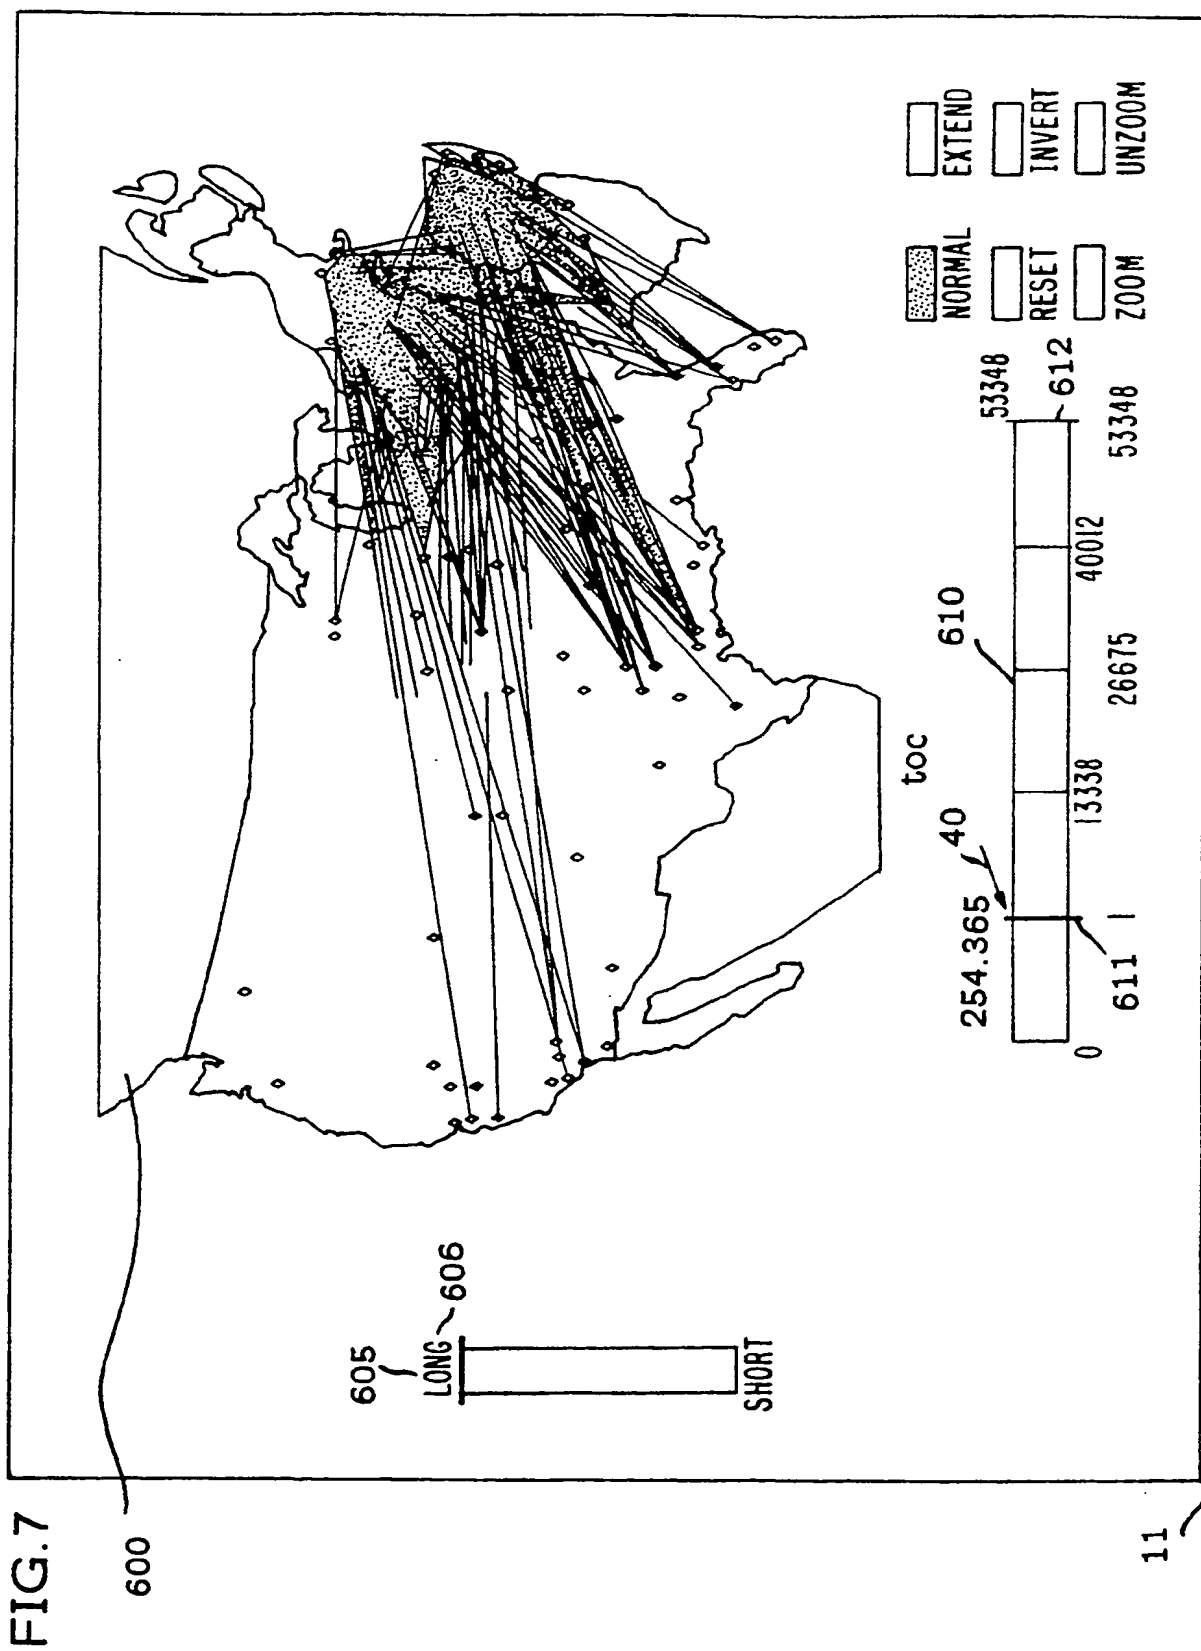 FIG.7
600
605
LONG 606
SHORT
toc
254.365
40
610
53348
612
0
1
13338
26675
40012
53348
611
NORMAL
EXTEND
RESET
INVERT
ZOOM
UNZOOM
11